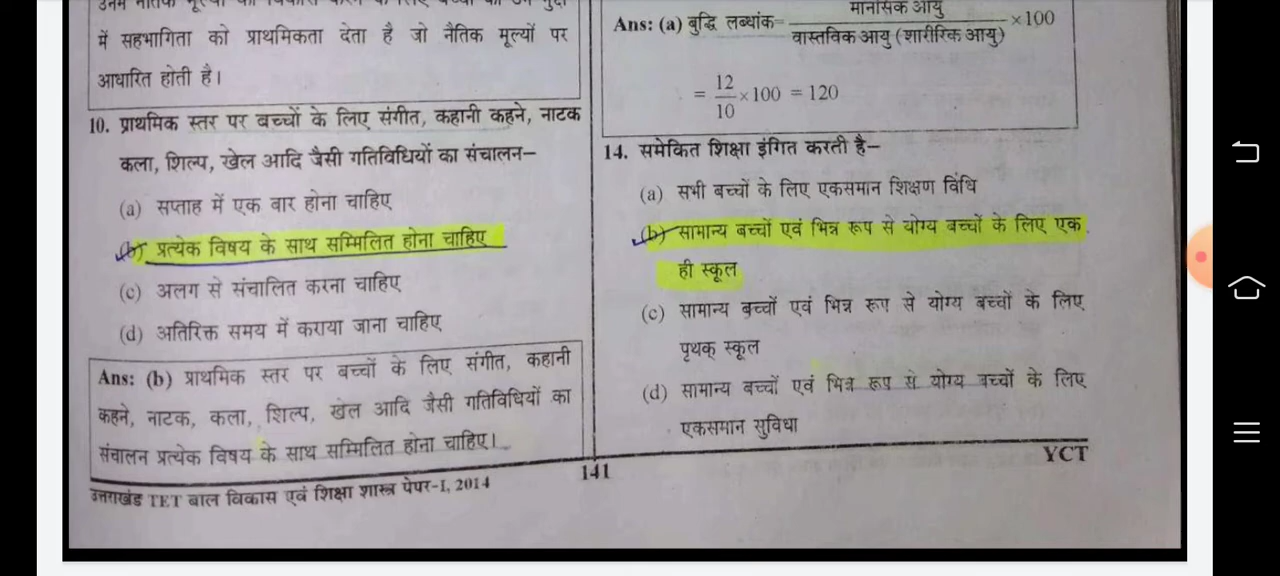 में सहभागिता को प्राथमिकता देता है जो नैतिक मूल्यों पर
आधारित होती है।
10. प्राथमिक स्तर पर बच्चों के लिए संगीत, कहानी कहने, नाटक
कला, शिल्प, खेल आदि जैसी गतिविधियों का संचालन–
(a) सप्ताह में एक बार होना चाहिए
(b) प्रत्येक विषय के साथ सम्मिलित होना चाहिए
(c) अलग से संचालित करना चाहिए
(d) अतिरिक्त समय में कराया जाना चाहिए
Ans: (b) प्राथमिक स्तर पर बच्चों के लिए संगीत, कहानी
कहने, नाटक, कला, शिल्प, खेल आदि जैसी गतिविधियों का
संचालन प्रत्येक विषय के साथ सम्मिलित होना चाहिए।
मानसिक आयु
Ans: (a) बुद्धि लब्धांक= ×100
वास्तविक आयु (शारीरिक आयु)
= 12/10 ×100 = 120
14. समेकित शिक्षा इंगित करती है–
(a) सभी बच्चों के लिए एकसमान शिक्षण विधि
(b) सामान्य बच्चों एवं भिन्न रूप से योग्य बच्चों के लिए एक
ही स्कूल
(c) सामान्य बच्चों एवं भिन्न रूप से योग्य बच्चों के लिए
पृथक् स्कूल
(d) सामान्य बच्चों एवं भिन्न रूप से योग्य बच्चों के लिए
एकसमान सुविधा
उत्तराखंड TET बाल विकास एवं शिक्षा शास्त्र पेपर-I, 2014
141
YCT